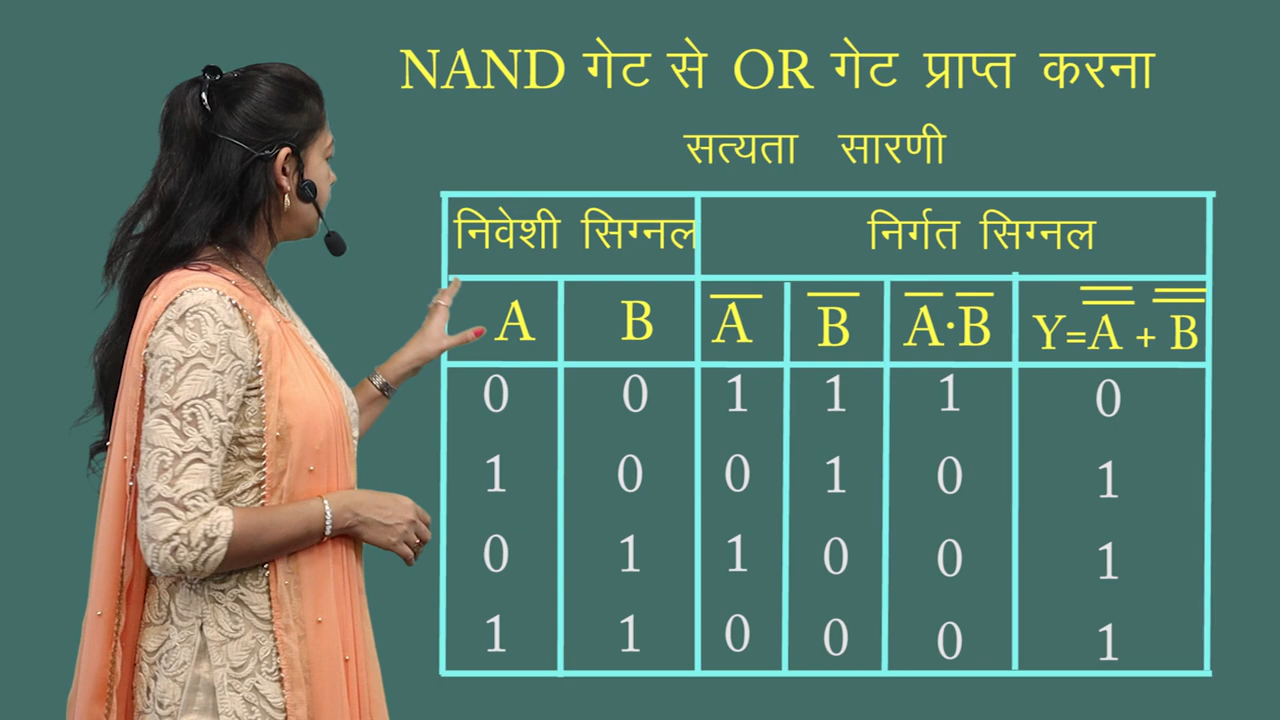 NAND गेट से OR गेट प्राप्त करना
सत्यता सारणी
निवेशी सिग्नल निर्गत सिग्नल
A B A̅ B̅ A̅·B̅ Y=A̿ + B̿
0 0 1 1 1 0
1 0 0 1 0 1
0 1 1 0 0 1
1 1 0 0 0 1